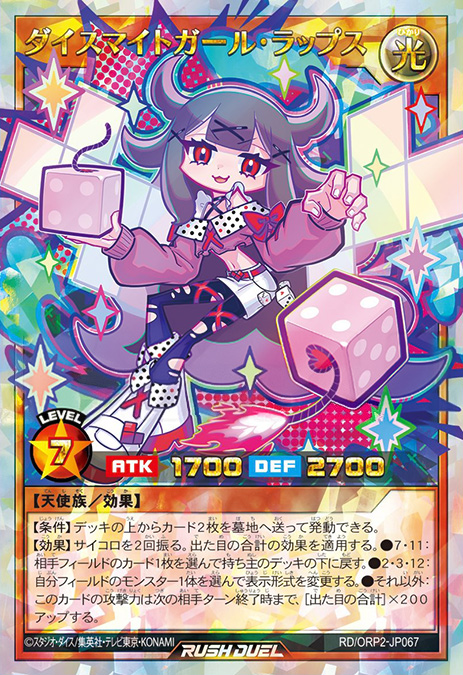 ダイスマイトガール・ラップス
光
ひかり
LEVEL
7
ATK 1700 DEF 2700
【天使族／効果】
【条件】デッキの上からカード2枚を墓地へ送って発動できる。
【効果】サイコロを2回振る。出た目の合計の効果を適用する。●7・11：
相手フィールドのカード1枚を選んで持ち主のデッキの下に戻す。●2・3・12：
自分フィールドのモンスター1体を選んで表示形式を変更する。●それ以外：
このカードの攻撃力は次の相手ターン終了時まで、[出た目の合計]×200
アップする。
©スタジオ・ダイス/集英社・テレビ東京・KONAMI
RUSH DUEL
RD/ORP2-JP067